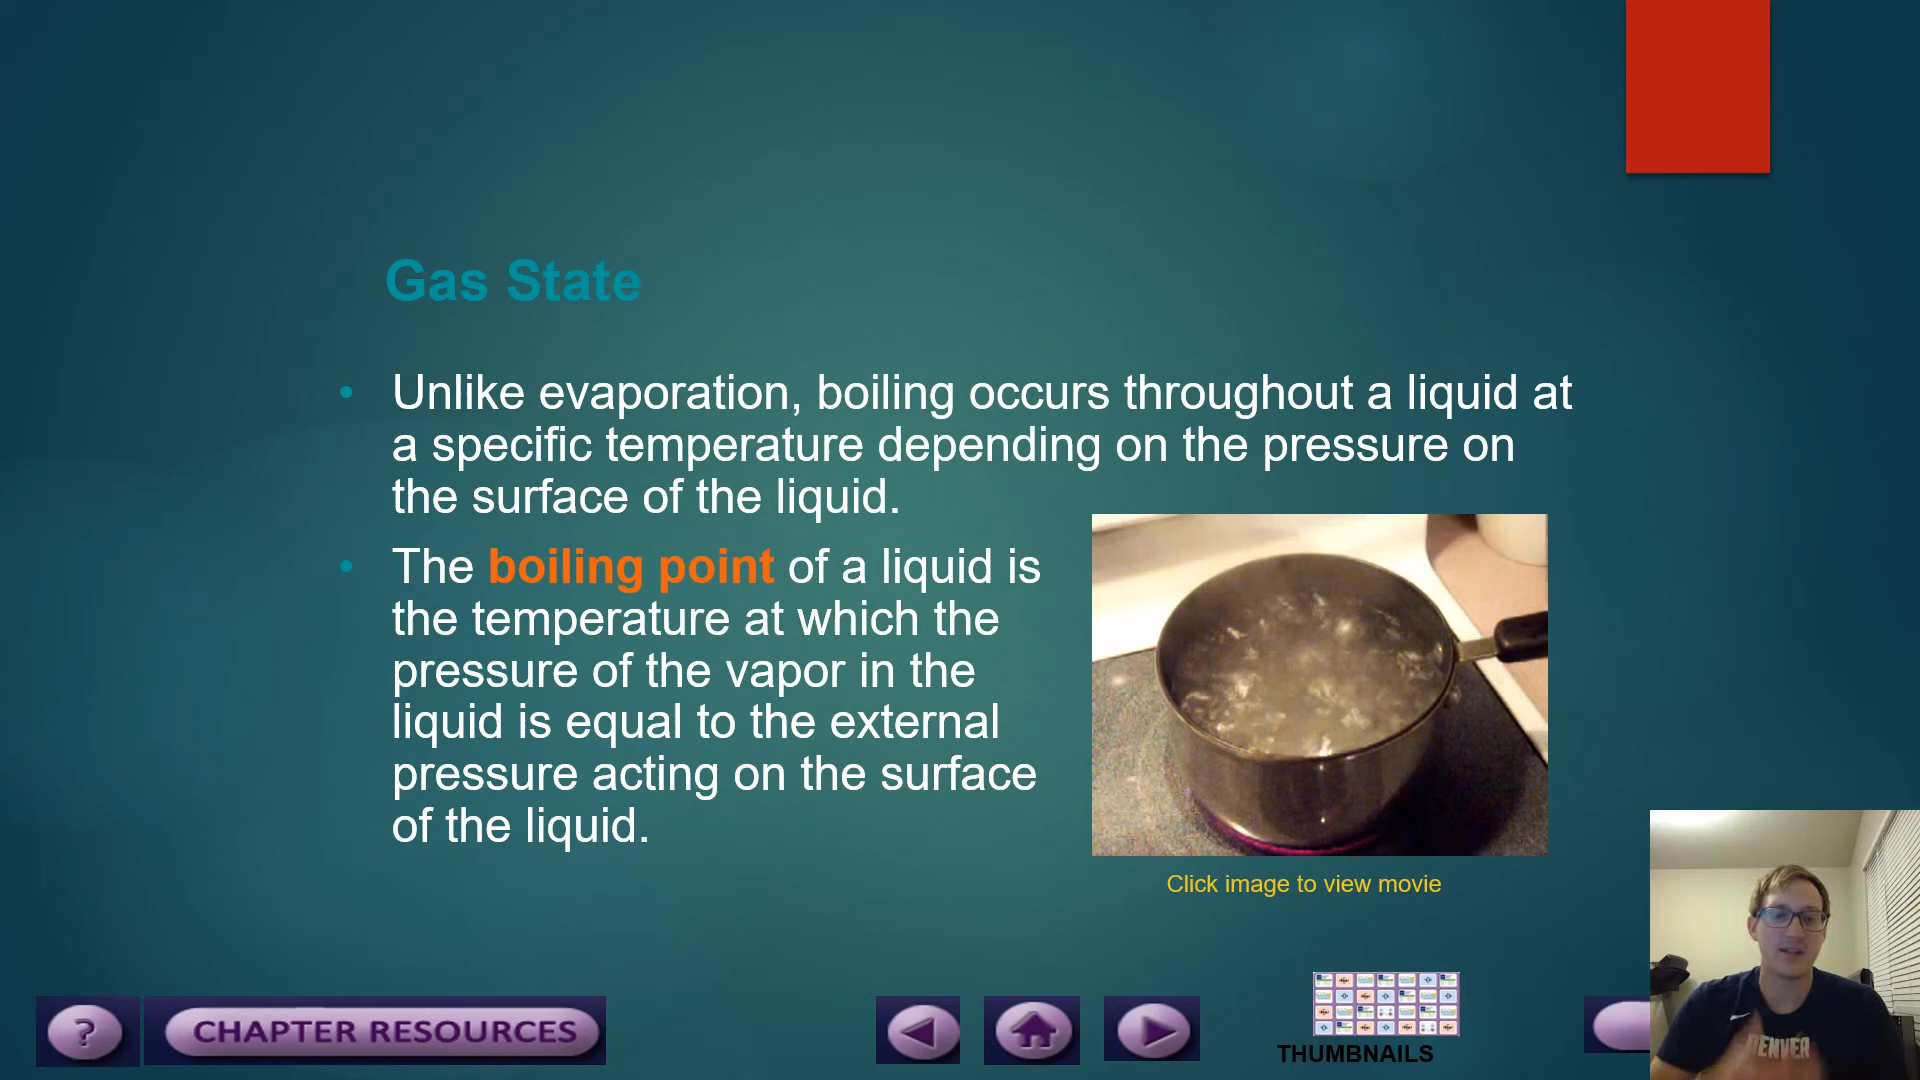 Gas State
• Unlike evaporation, boiling occurs throughout a liquid at
a specific temperature depending on the pressure on
the surface of the liquid.
• The boiling point of a liquid is
the temperature at which the
pressure of the vapor in the
liquid is equal to the external
pressure acting on the surface
of the liquid.
Click image to view movie
?
CHAPTER RESOURCES
THUMBNAILS
DENVER